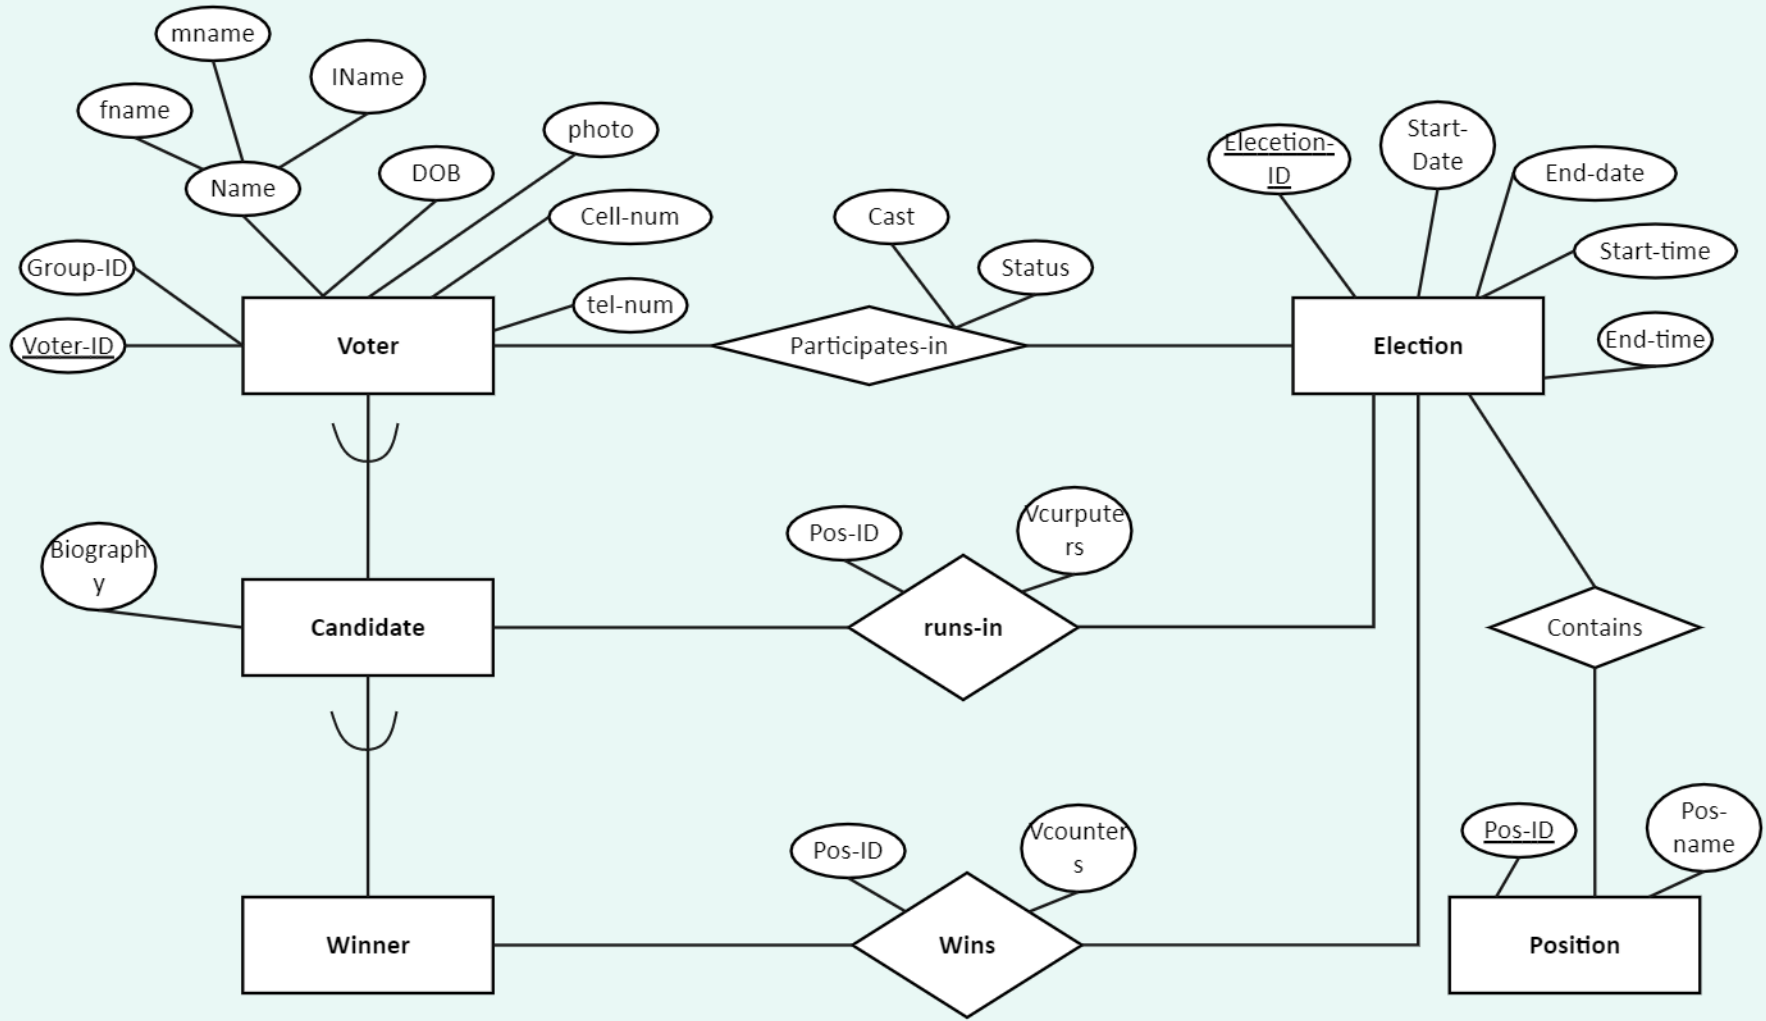 mname
IName
fname
photo
Name
DOB
Cell-num
Group-ID
tel-num
Voter-ID
Voter
Cast
Status
Participates-in
Elecetion-
ID
Start-
Date
End-date
Start-time
End-time
Election
Biograph
y
Candidate
Pos-ID
Vcurpute
rs
runs-in
Contains
Winner
Pos-ID
Vcounter
s
Wins
Pos-ID
Pos-
name
Position